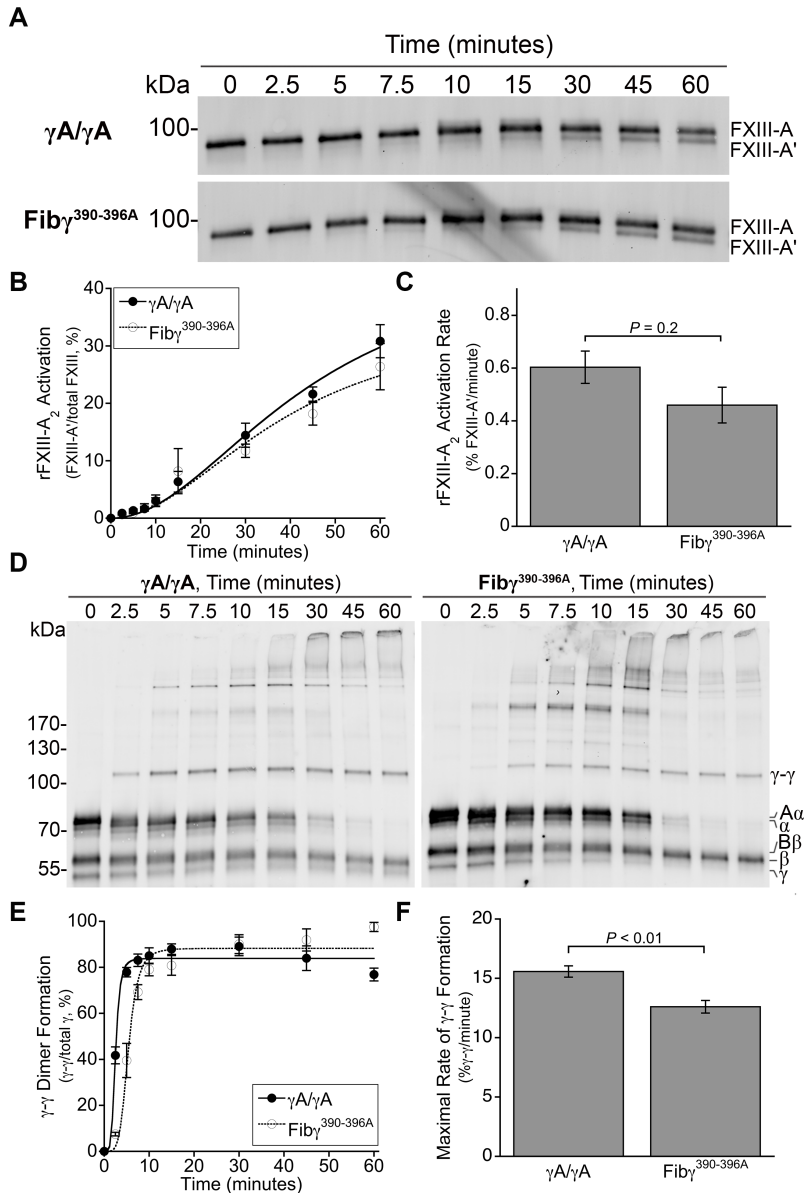 A
Time (minutes)
kDa 0 2.5 5 7.5 10 15 30 45 60
γA/γA 100- FXIII-A
FXIII-A'
Fibγ390-396A 100- FXIII-A
FXIII-A'
B
rFXIII-A2 Activation
(FXIII-A'/total FXIII, %)
40
30
20
10
0
γA/γA
Fibγ390-396A
0 10 20 30 40 50 60
Time (minutes)
C
rFXIII-A2 Activation Rate
(% FXIII-A'/minute)
0.8
0.6
0.4
0.2
0
P = 0.2
γA/γA Fibγ390-396A
D
γA/γA, Time (minutes) Fibγ390-396A, Time (minutes)
0 2.5 5 7.5 10 15 30 45 60 0 2.5 5 7.5 10 15 30 45 60
kDa
170-
130-
100-
70-
55-
γ-γ
Aα
α
Bβ
β
γ
E
γ-γ Dimer Formation
(γ-γ/total γ, %)
100
80
60
40
20
0
γA/γA
Fibγ390-396A
0 10 20 30 40 50 60
Time (minutes)
F
Maximal Rate of γ-γ Formation
(%γ-γ/minute)
20
15
10
5
0
P < 0.01
γA/γA Fibγ390-396A